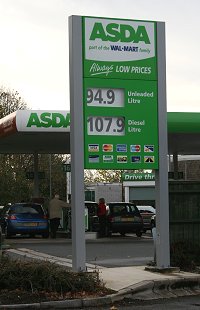 ASDA
part of the WAL-MART family
Always LOW PRICES
94.9 Unleaded Litre
107.9 Diesel Litre
ASDA
Drive th